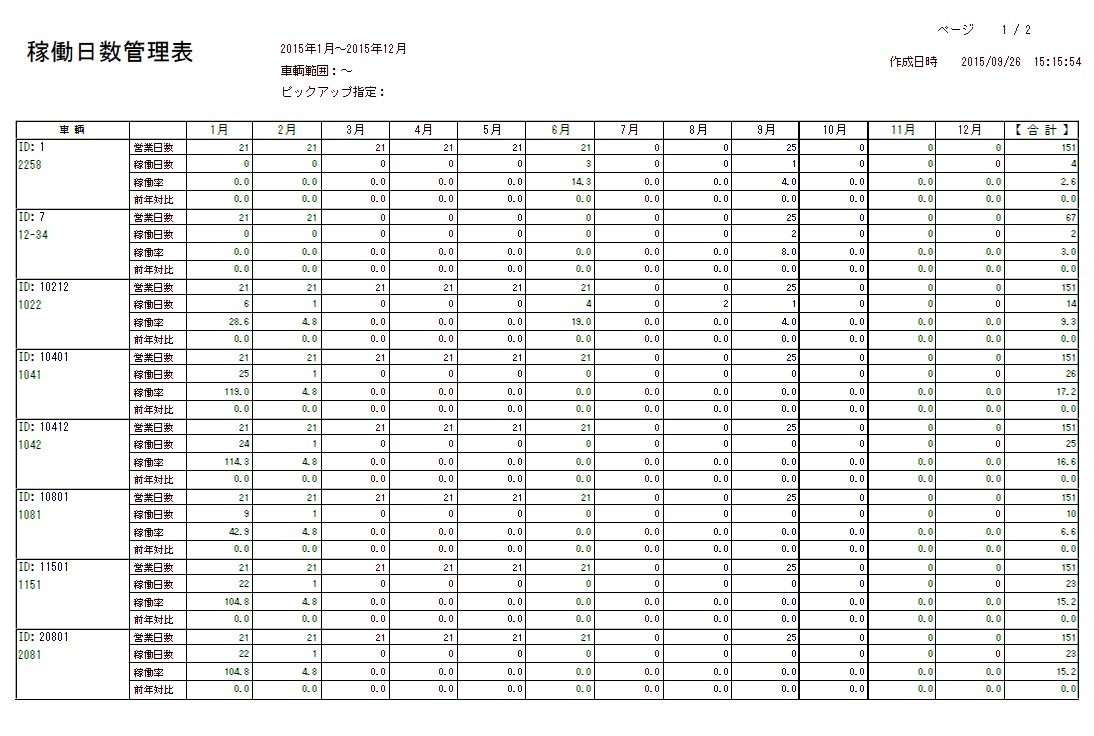 ページ 1 / 2
稼働日数管理表 2015年1月～2015年12月
作成日時 2015/09/26 15:15:54
車輌範囲：～
ピックアップ指定：
車 輌 1月 2月 3月 4月 5月 6月 7月 8月 9月 10月 11月 12月 【 合 計 】
ID: 1 営業日数 21 21 21 21 21 21 0 0 25 0 0 0 151
2258 稼働日数 0 0 0 0 0 3 0 0 1 0 0 0 4
稼働率 0.0 0.0 0.0 0.0 0.0 14.3 0.0 0.0 4.0 0.0 0.0 0.0 2.6
前年対比 0.0 0.0 0.0 0.0 0.0 0.0 0.0 0.0 0.0 0.0 0.0 0.0 0.0
ID: 7 営業日数 21 21 0 0 0 0 0 0 25 0 0 0 67
12-34 稼働日数 0 0 0 0 0 0 0 0 2 0 0 0 2
稼働率 0.0 0.0 0.0 0.0 0.0 0.0 0.0 0.0 8.0 0.0 0.0 0.0 3.0
前年対比 0.0 0.0 0.0 0.0 0.0 0.0 0.0 0.0 0.0 0.0 0.0 0.0 0.0
ID: 10212 営業日数 21 21 21 21 21 21 0 0 25 0 0 0 151
1022 稼働日数 6 1 0 0 0 4 0 2 1 0 0 0 14
稼働率 28.6 4.8 0.0 0.0 0.0 19.0 0.0 0.0 4.0 0.0 0.0 0.0 9.3
前年対比 0.0 0.0 0.0 0.0 0.0 0.0 0.0 0.0 0.0 0.0 0.0 0.0 0.0
ID: 10401 営業日数 21 21 21 21 21 21 0 0 25 0 0 0 151
1041 稼働日数 25 1 0 0 0 0 0 0 0 0 0 0 26
稼働率 119.0 4.8 0.0 0.0 0.0 0.0 0.0 0.0 0.0 0.0 0.0 0.0 17.2
前年対比 0.0 0.0 0.0 0.0 0.0 0.0 0.0 0.0 0.0 0.0 0.0 0.0 0.0
ID: 10412 営業日数 21 21 21 21 21 21 0 0 25 0 0 0 151
1042 稼働日数 24 1 0 0 0 0 0 0 0 0 0 0 25
稼働率 114.3 4.8 0.0 0.0 0.0 0.0 0.0 0.0 0.0 0.0 0.0 0.0 16.6
前年対比 0.0 0.0 0.0 0.0 0.0 0.0 0.0 0.0 0.0 0.0 0.0 0.0 0.0
ID: 10801 営業日数 21 21 21 21 21 21 0 0 25 0 0 0 151
1081 稼働日数 9 1 0 0 0 0 0 0 0 0 0 0 10
稼働率 42.9 4.8 0.0 0.0 0.0 0.0 0.0 0.0 0.0 0.0 0.0 0.0 6.6
前年対比 0.0 0.0 0.0 0.0 0.0 0.0 0.0 0.0 0.0 0.0 0.0 0.0 0.0
ID: 11501 営業日数 21 21 21 21 21 21 0 0 25 0 0 0 151
1151 稼働日数 22 1 0 0 0 0 0 0 0 0 0 0 23
稼働率 104.8 4.8 0.0 0.0 0.0 0.0 0.0 0.0 0.0 0.0 0.0 0.0 15.2
前年対比 0.0 0.0 0.0 0.0 0.0 0.0 0.0 0.0 0.0 0.0 0.0 0.0 0.0
ID: 20801 営業日数 21 21 21 21 21 21 0 0 25 0 0 0 151
2081 稼働日数 22 1 0 0 0 0 0 0 0 0 0 0 23
稼働率 104.8 4.8 0.0 0.0 0.0 0.0 0.0 0.0 0.0 0.0 0.0 0.0 15.2
前年対比 0.0 0.0 0.0 0.0 0.0 0.0 0.0 0.0 0.0 0.0 0.0 0.0 0.0